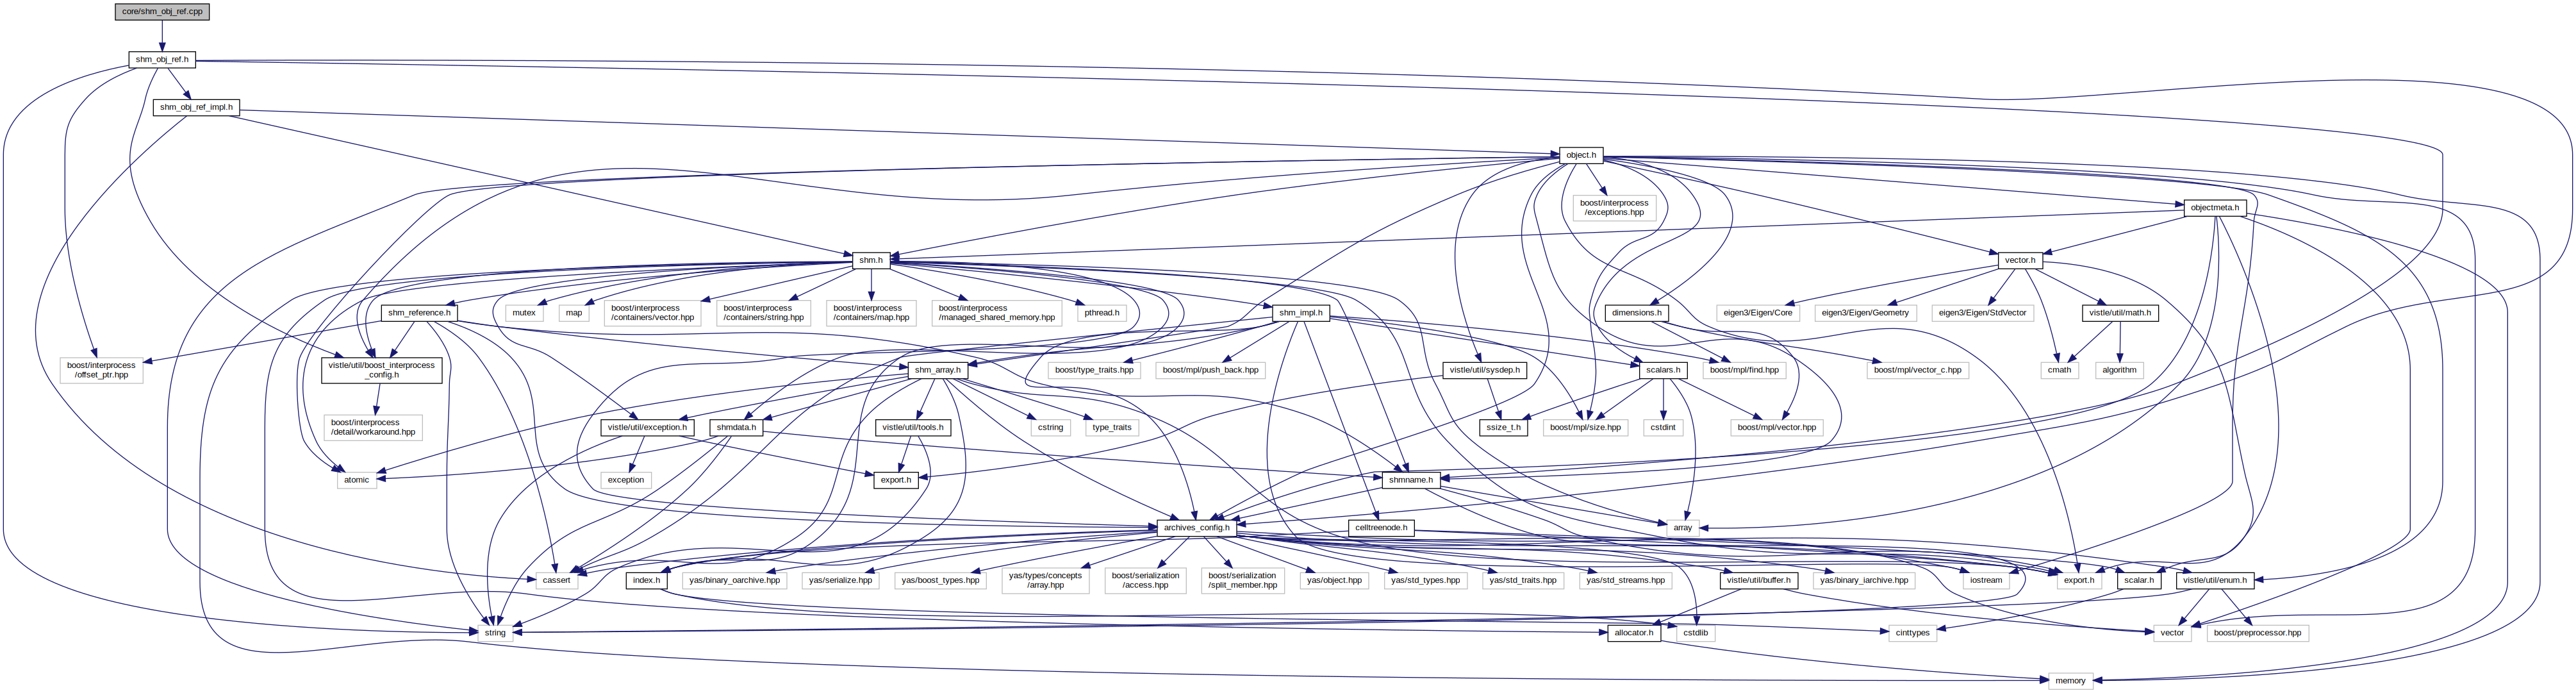 core/shm_obj_ref.cpp
shm_obj_ref.h
shm_obj_ref_impl.h
object.h
boost/interprocess
/exceptions.hpp
objectmeta.h
shm.h
vector.h
shm_reference.h
mutex
map
boost/interprocess
/containers/vector.hpp
boost/interprocess
/containers/string.hpp
boost/interprocess
/containers/map.hpp
boost/interprocess
/managed_shared_memory.hpp
pthread.h
shm_impl.h
dimensions.h
eigen3/Eigen/Core
eigen3/Eigen/Geometry
eigen3/Eigen/StdVector
vistle/util/math.h
boost/interprocess
/offset_ptr.hpp
vistle/util/boost_interprocess
_config.h
shm_array.h
boost/type_traits.hpp
boost/mpl/push_back.hpp
vistle/util/sysdep.h
scalars.h
boost/mpl/find.hpp
boost/mpl/vector_c.hpp
cmath
algorithm
boost/interprocess
/detail/workaround.hpp
vistle/util/exception.h
shmdata.h
vistle/util/tools.h
cstring
type_traits
ssize_t.h
boost/mpl/size.hpp
cstdint
boost/mpl/vector.hpp
atomic
exception
export.h
shmname.h
archives_config.h
celltreenode.h
array
cassert
index.h
yas/binary_oarchive.hpp
yas/serialize.hpp
yas/boost_types.hpp
yas/types/concepts
/array.hpp
boost/serialization
/access.hpp
boost/serialization
/split_member.hpp
yas/object.hpp
yas/std_types.hpp
yas/std_traits.hpp
yas/std_streams.hpp
vistle/util/buffer.h
yas/binary_iarchive.hpp
iostream
export.h
scalar.h
vistle/util/enum.h
string
allocator.h
cstdlib
cinttypes
vector
boost/preprocessor.hpp
memory